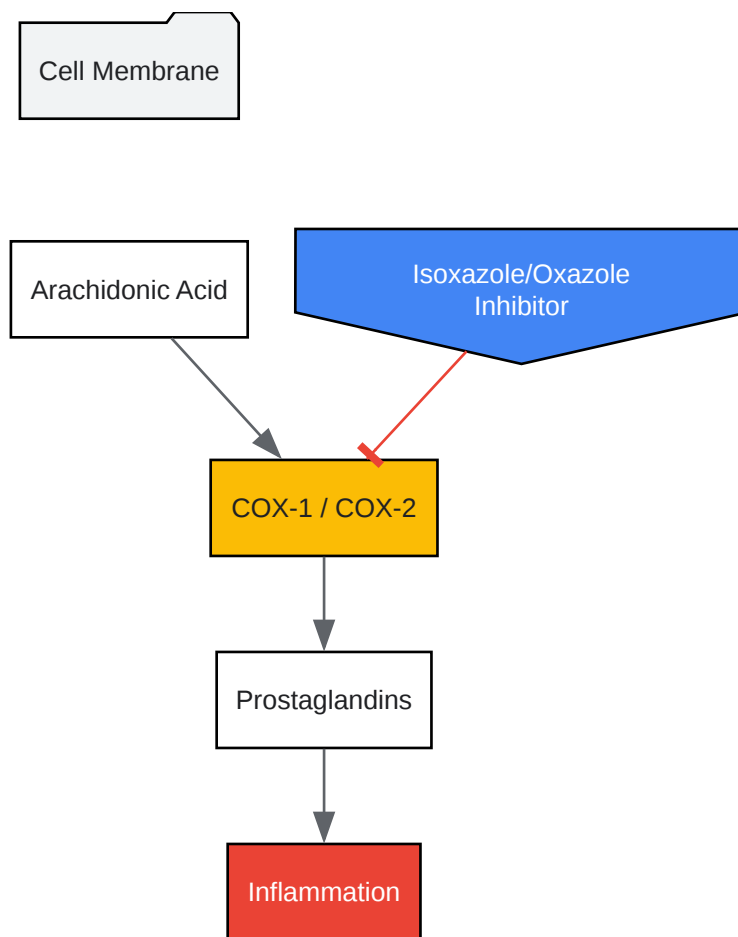 Cell Membrane
Arachidonic Acid
Isoxazole/Oxazole
Inhibitor
COX-1 / COX-2
Prostaglandins
Inflammation